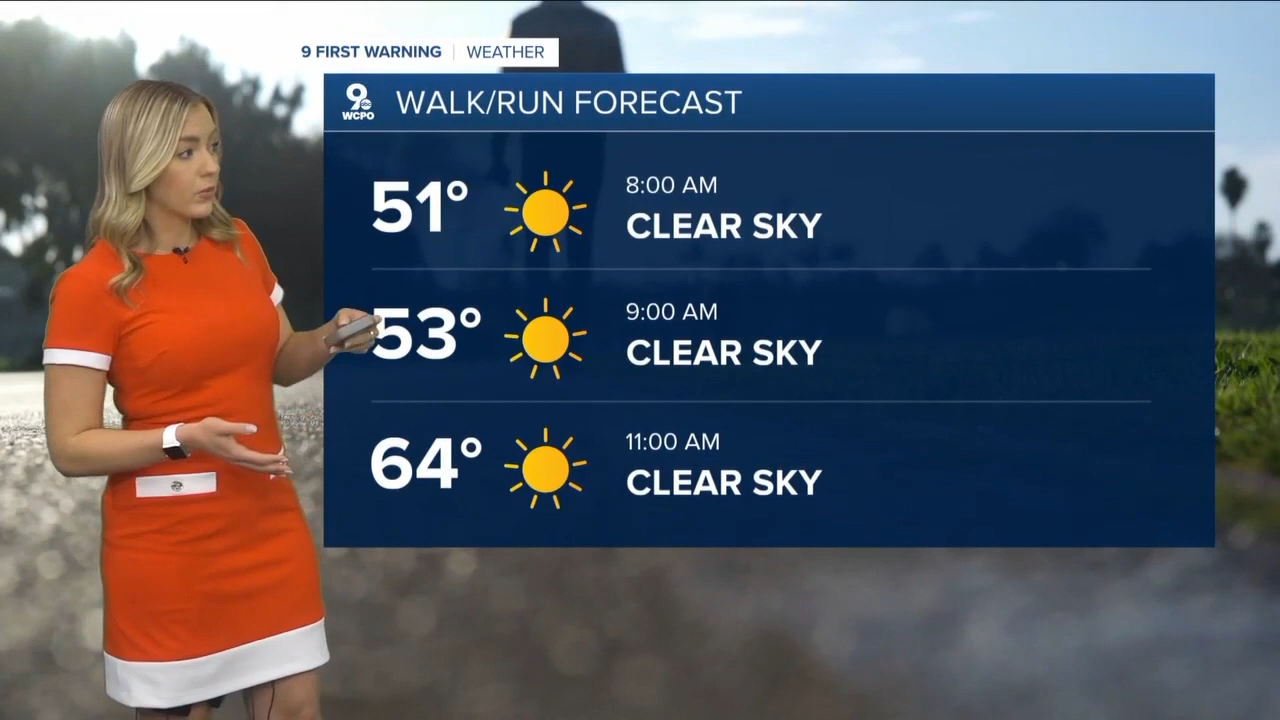 9 FIRST WARNING | WEATHER
9 abc
WCPO
WALK/RUN FORECAST
51°
8:00 AM
CLEAR SKY
53°
9:00 AM
CLEAR SKY
64°
11:00 AM
CLEAR SKY